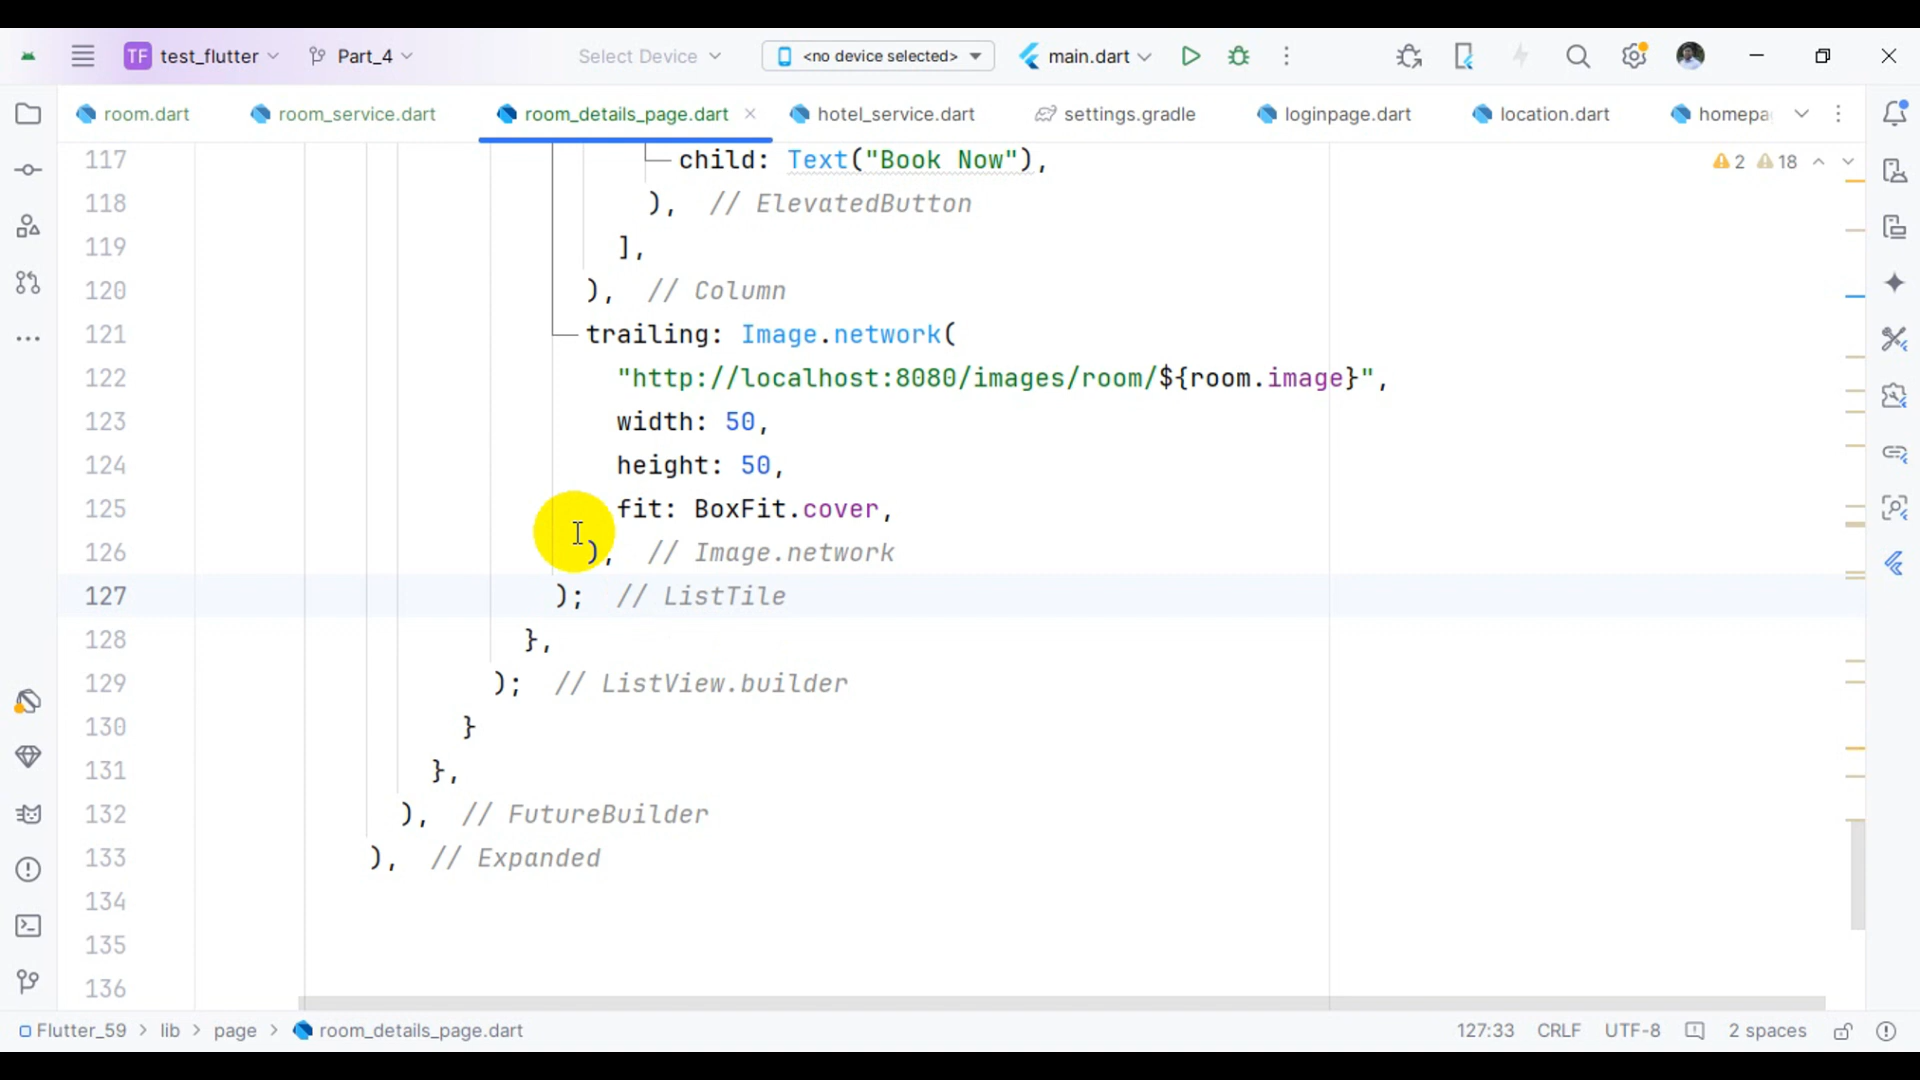 TF test_flutter Part_4 Select Device <no device selected> main.dart
room.dart room_service.dart room_details_page.dart hotel_service.dart settings.gradle loginpage.dart location.dart homepa
2 18
117 child: Text("Book Now"),
118 ), // ElevatedButton
119 ],
120 ), // Column
121 trailing: Image.network(
122 "http://localhost:8080/images/room/${room.image}",
123 width: 50,
124 height: 50,
125 fit: BoxFit.cover,
126 ), // Image.network
127 ); // ListTile
128 },
129 ); // ListView.builder
130 }
131 },
132 ), // FutureBuilder
133 ), // Expanded
134
135
136
Flutter_59 > lib > page > room_details_page.dart 127:33 CRLF UTF-8 2 spaces